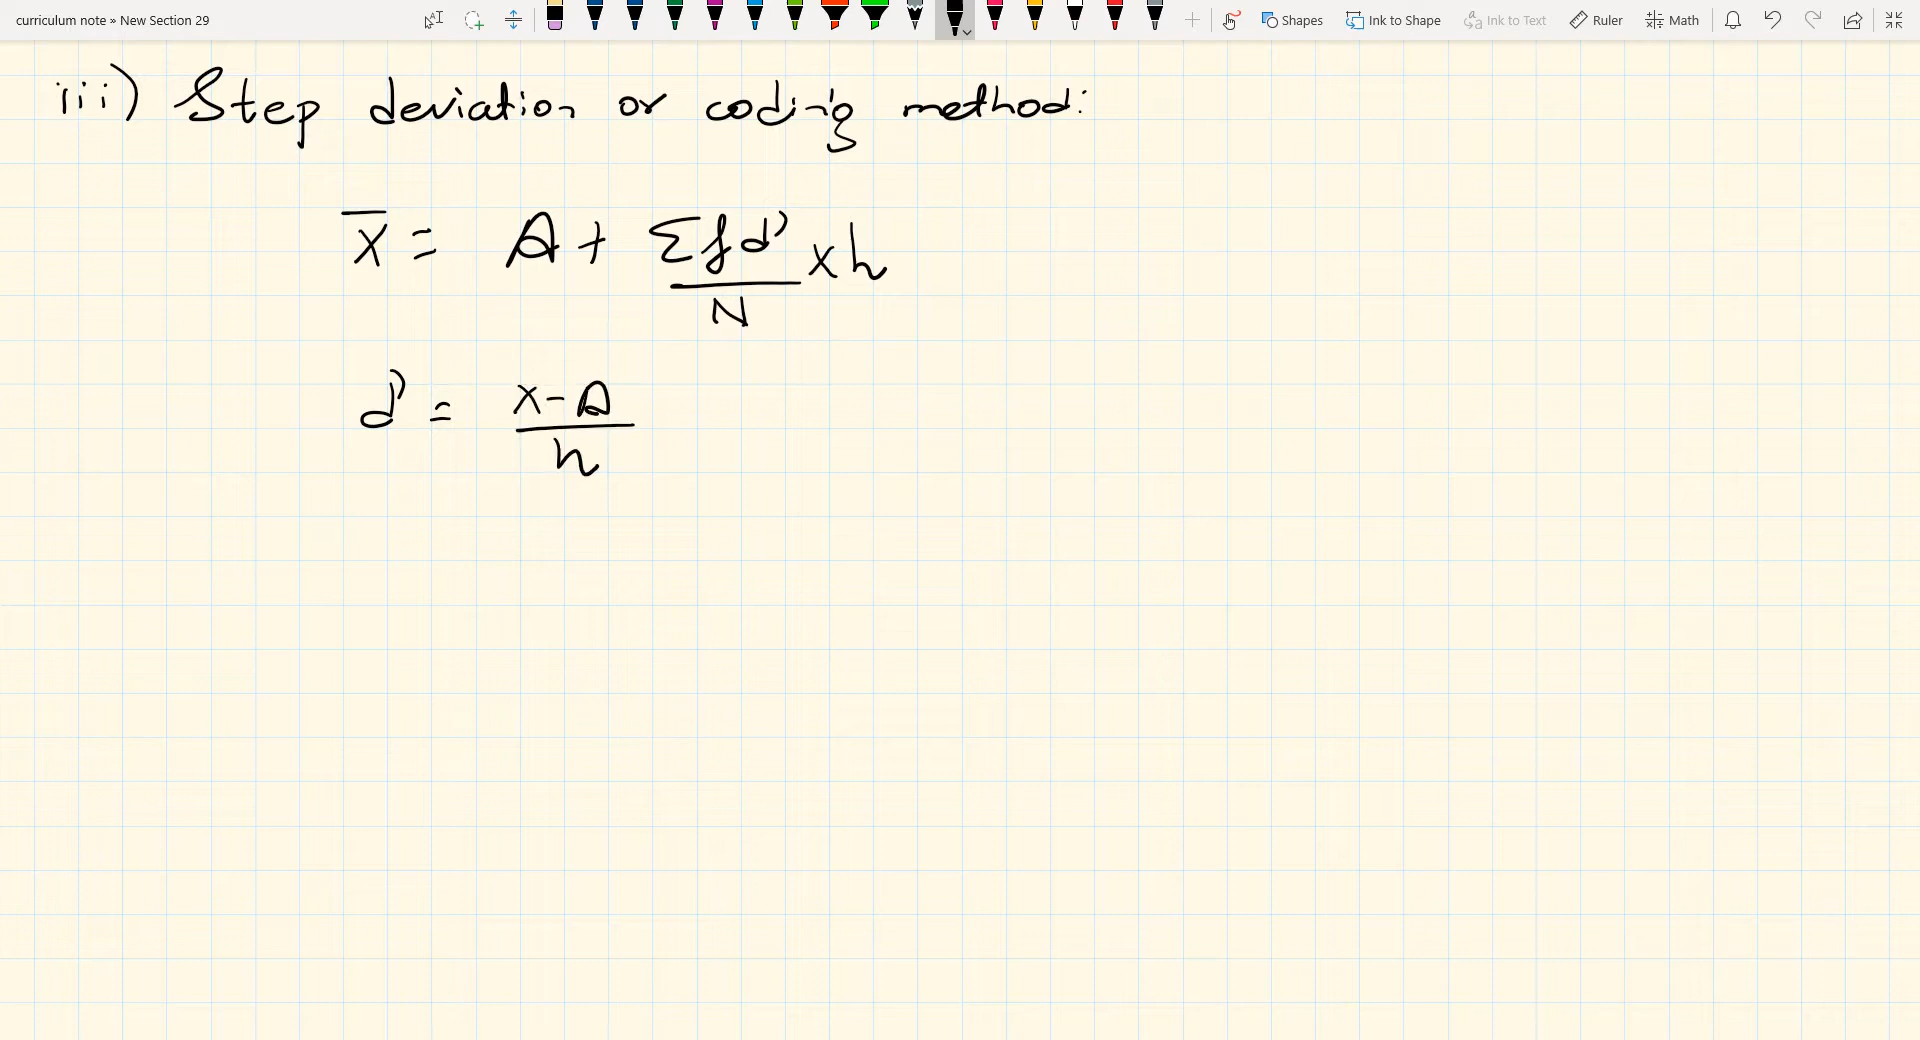 curriculum note » New Section 29
Shapes Ink to Shape Ink to Text Ruler Math
iii) Step deviation or coding method:
X̅ = A + Σfd' / N × h
d' = x - A / h